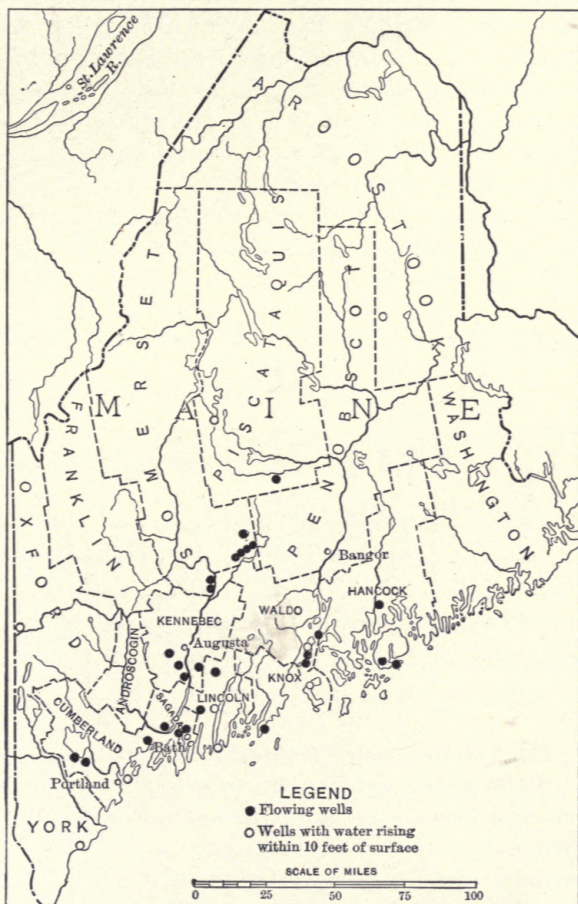 St. Lawrence
R.
AROOSTOOK
PISCATAQUIS
SOMERSET
PENOBSCOT
MAINE
FRANKLIN
WASHINGTON
OXFORD
Bangor
HANCOCK
WALDO
KENNEBEC
Augusta
ANDROSCOGIN
KNOX
LINCOLN
SAGADA
CUMBERLAND
Bath
Portland
YORK
LEGEND
Flowing wells
Wells with water rising
within 10 feet of surface
SCALE OF MILES
0 25 50 75 100